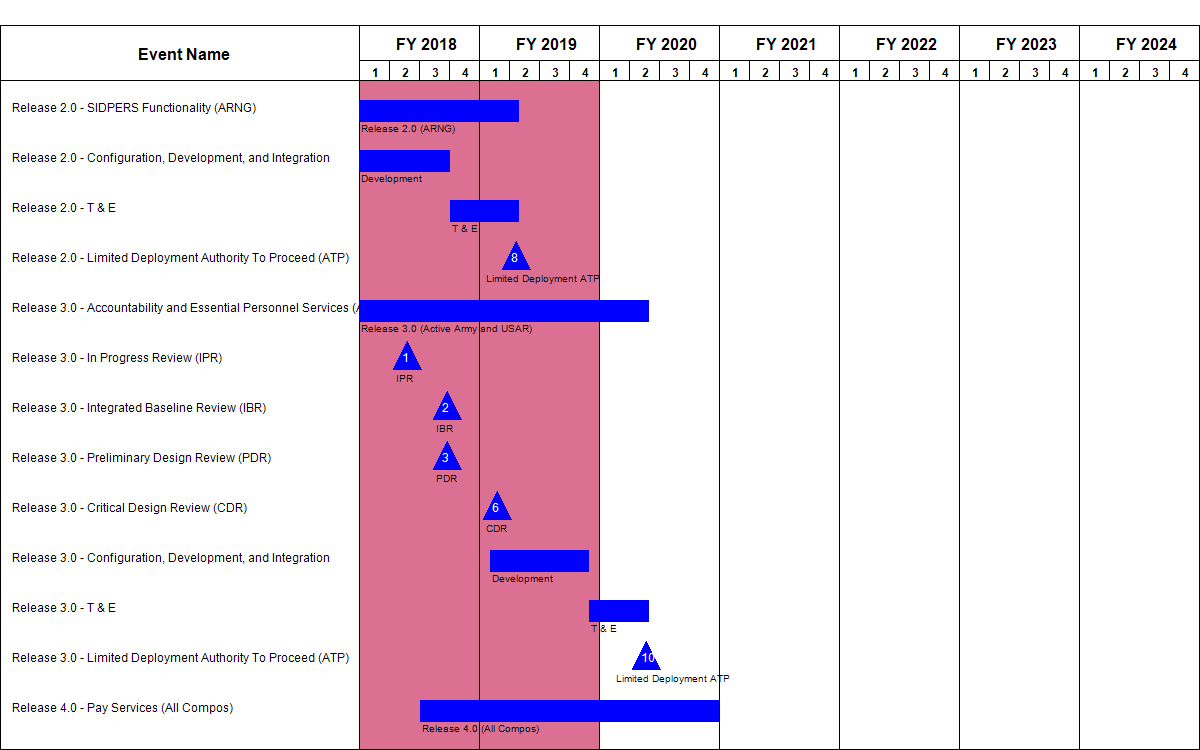 Event Name
FY 2018 FY 2019 FY 2020 FY 2021 FY 2022 FY 2023 FY 2024
1 2 3 4 1 2 3 4 1 2 3 4 1 2 3 4 1 2 3 4 1 2 3 4 1 2 3 4
Release 2.0 - SIDPERS Functionality (ARNG)
Release 2.0 (ARNG)
Release 2.0 - Configuration, Development, and Integration
Development
Release 2.0 - T & E
T & E
Release 2.0 - Limited Deployment Authority To Proceed (ATP)
8
Limited Deployment ATP
Release 3.0 - Accountability and Essential Personnel Services (A
Release 3.0 (Active Army and USAR)
Release 3.0 - In Progress Review (IPR)
1
IPR
Release 3.0 - Integrated Baseline Review (IBR)
2
IBR
Release 3.0 - Preliminary Design Review (PDR)
3
PDR
Release 3.0 - Critical Design Review (CDR)
6
CDR
Release 3.0 - Configuration, Development, and Integration
Development
Release 3.0 - T & E
T & E
Release 3.0 - Limited Deployment Authority To Proceed (ATP)
10
Limited Deployment ATP
Release 4.0 - Pay Services (All Compos)
Release 4.0 (All Compos)